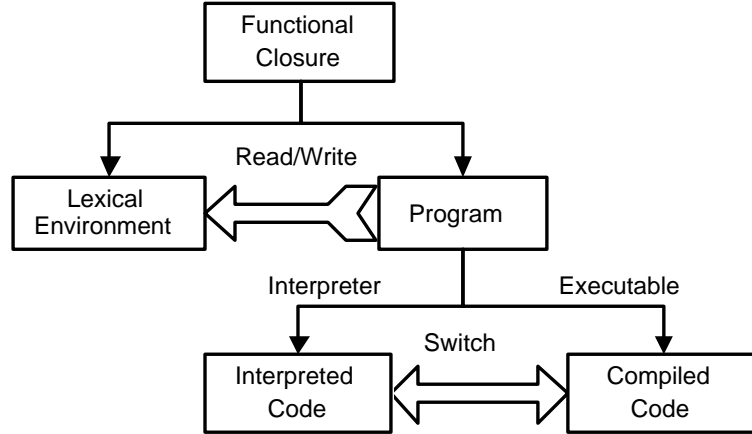 Functional
Closure
Read/Write
Lexical
Environment
Program
Interpreter
Executable
Switch
Interpreted
Code
Compiled
Code